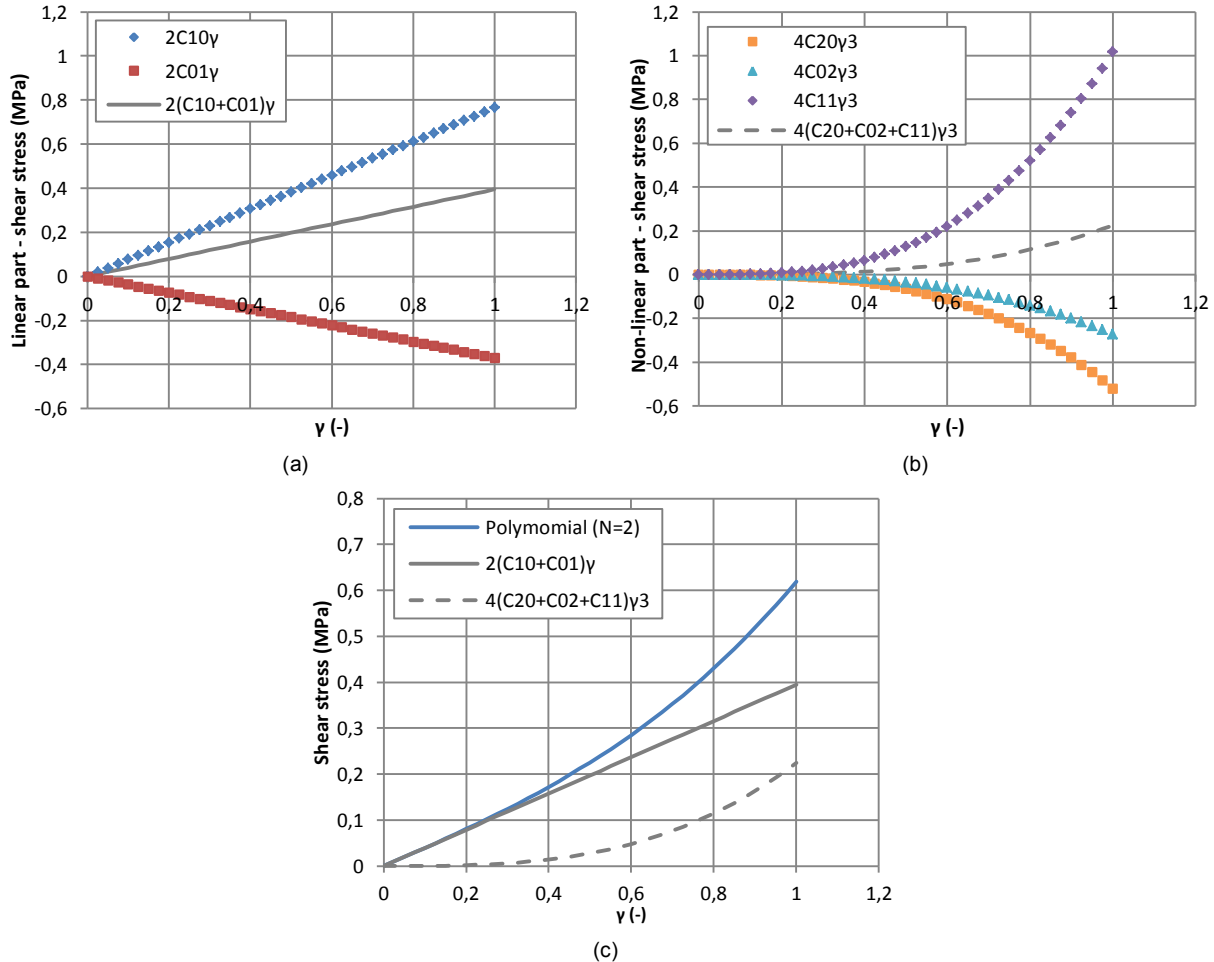 1,2
1
0,8
0,6
0,4
0,2
0
-0,2
-0,4
-0,6
0
0,2
0,4
0,6
0,8
1
1,2
Linear part - shear stress (MPa)
γ (-)
2C10γ
2C01γ
2(C10+C01)γ
(a)
1,2
1
0,8
0,6
0,4
0,2
0
-0,2
-0,4
-0,6
0
0,2
0,4
0,6
0,8
1
1,2
Non-linear part - shear stress (MPa)
γ (-)
4C20γ3
4C02γ3
4C11γ3
4(C20+C02+C11)γ3
(b)
0,8
0,7
0,6
0,5
0,4
0,3
0,2
0,1
0
0
0,2
0,4
0,6
0,8
1
1,2
Shear stress (MPa)
γ (-)
Polymomial (N=2)
2(C10+C01)γ
4(C20+C02+C11)γ3
(c)